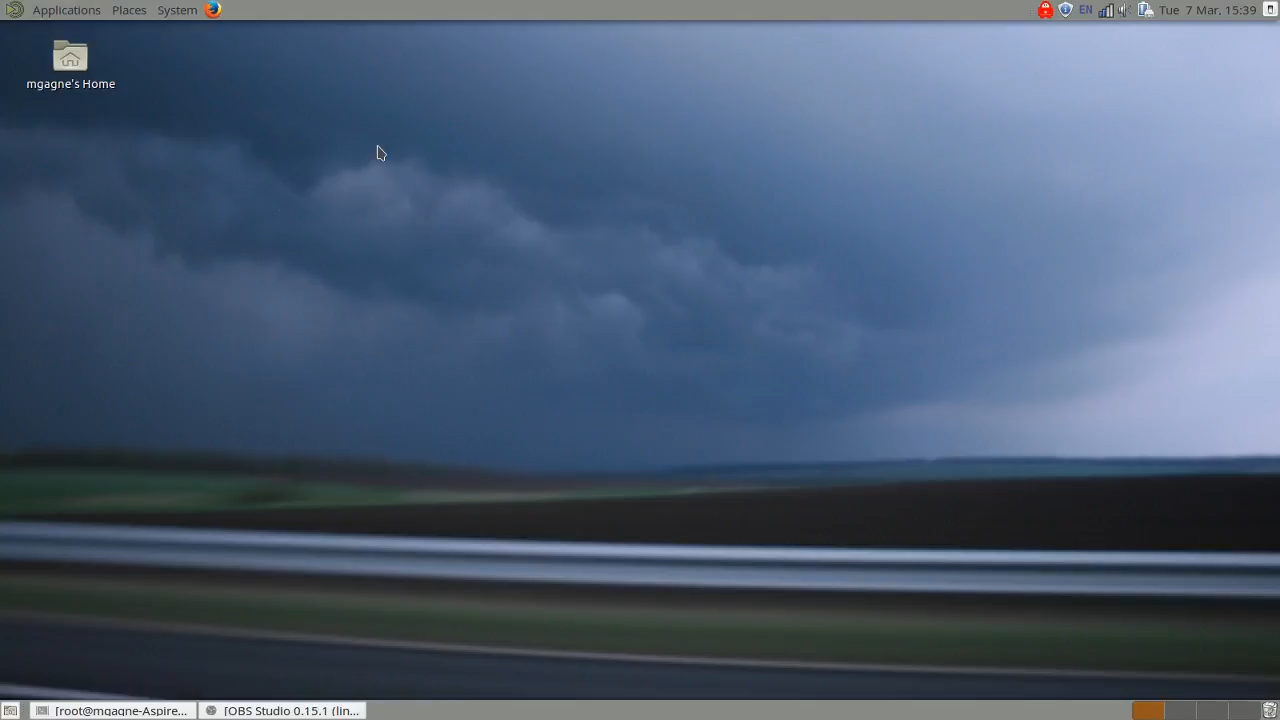 Applications Places System EN Tue 7 Mar, 15:39
mgagne's Home
[root@mgagne-Aspire... [OBS Studio 0.15.1 (lin...